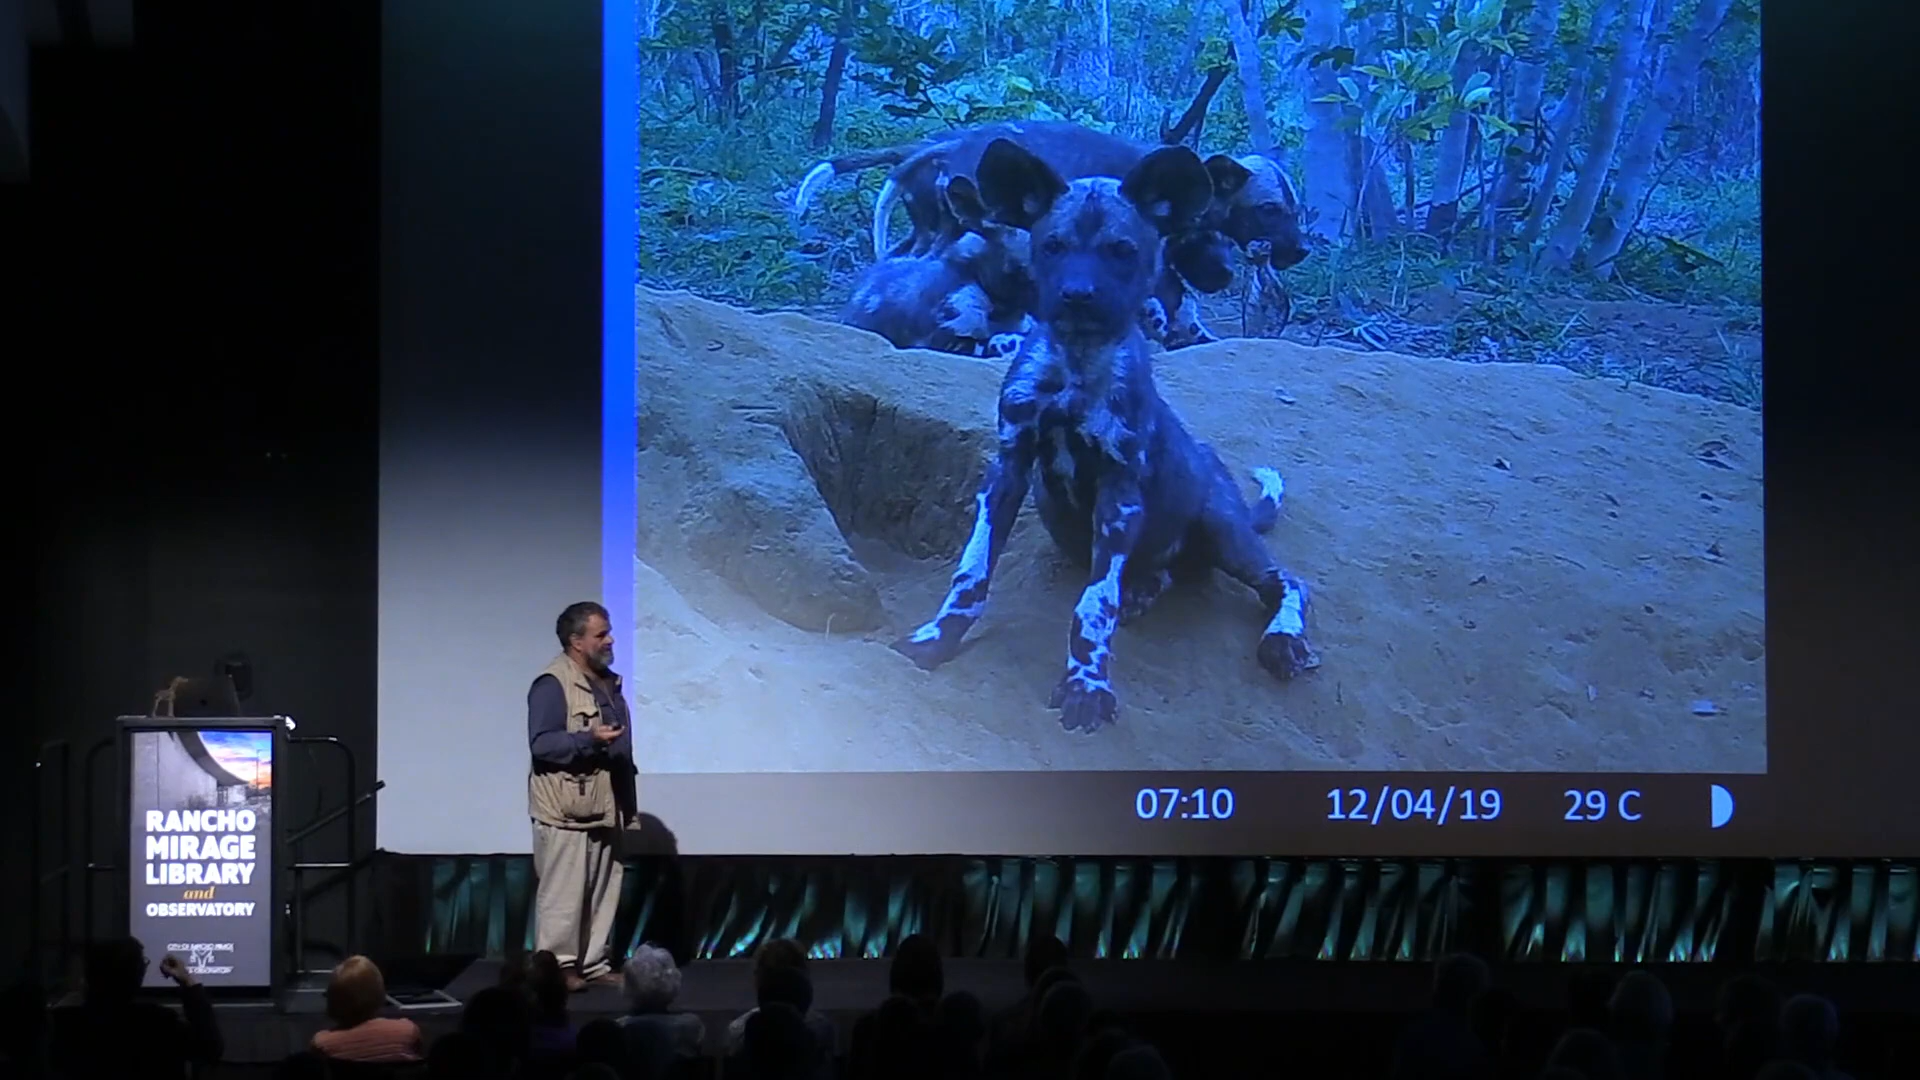 07:10 12/04/19 29 C
RANCHO
MIRAGE
LIBRARY
and
OBSERVATORY